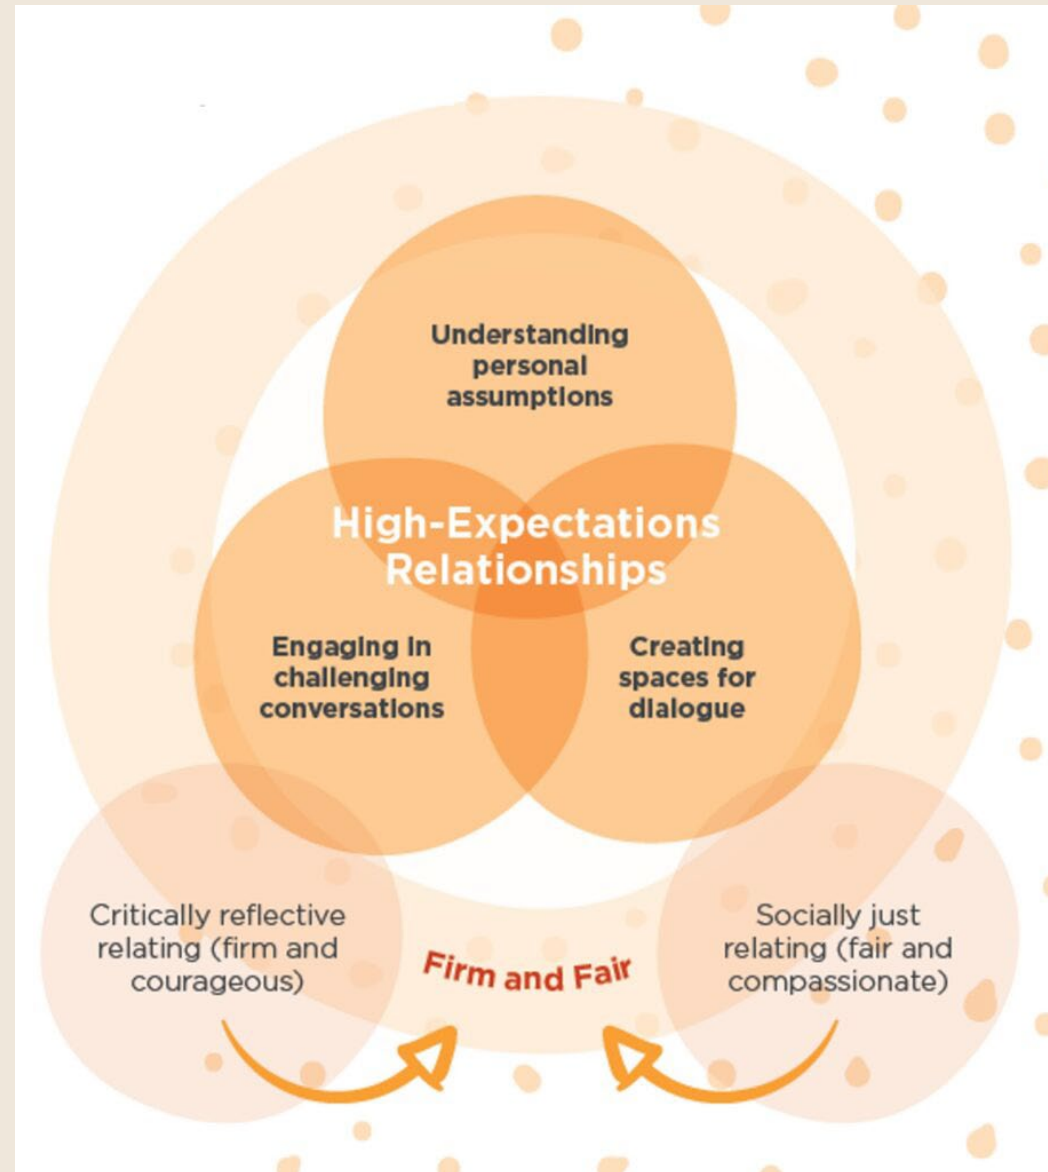 Understanding
personal
assumptions
High-Expectations
Relationships
Engaging in
challenging
conversations
Creating
spaces for
dialogue
Critically reflective
relating (firm and
courageous)
Firm and Fair
Socially just
relating (fair and
compassionate)